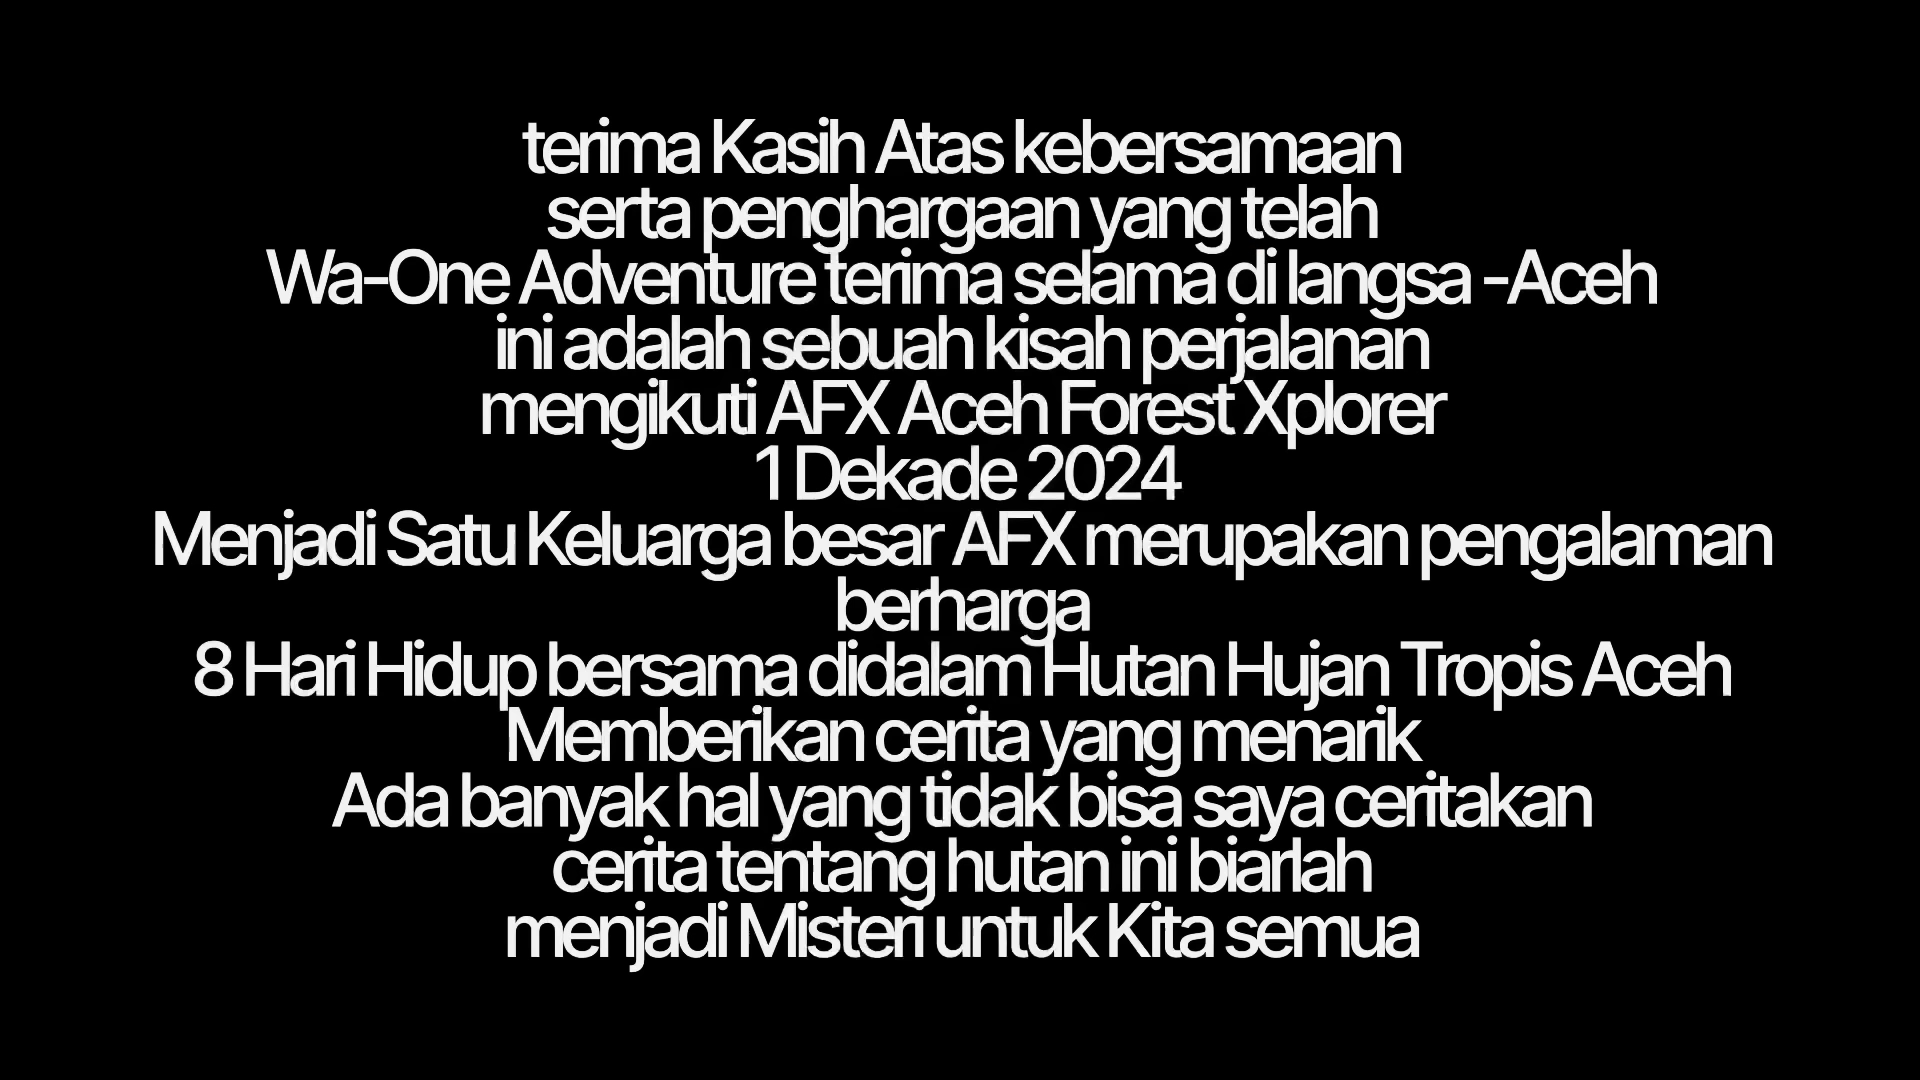 terima Kasih Atas kebersamaan
serta penghargaan yang telah
Wa-One Adventure terima selama di langsa -Aceh
ini adalah sebuah kisah perjalanan
mengikuti AFX Aceh Forest Xplorer
1 Dekade 2024
Menjadi Satu Keluarga besar AFX merupakan pengalaman
berharga
8 Hari Hidup bersama didalam Hutan Hujan Tropis Aceh
Memberikan cerita yang menarik
Ada banyak hal yang tidak bisa saya ceritakan
cerita tentang hutan ini biarlah
menjadi Misteri untuk Kita semua